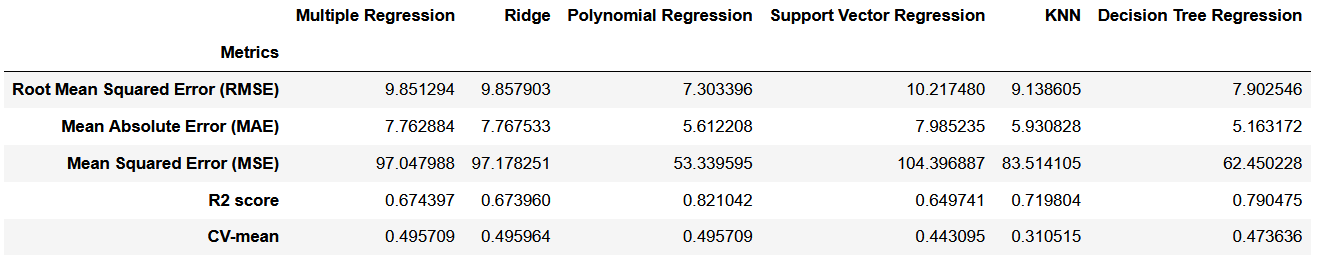 Multiple Regression Ridge Polynomial Regression Support Vector Regression KNN Decision Tree Regression
Metrics
Root Mean Squared Error (RMSE) 9.851294 9.857903 7.303396 10.217480 9.138605 7.902546
Mean Absolute Error (MAE) 7.762884 7.767533 5.612208 7.985235 5.930828 5.163172
Mean Squared Error (MSE) 97.047988 97.178251 53.339595 104.396887 83.514105 62.450228
R2 score 0.674397 0.673960 0.821042 0.649741 0.719804 0.790475
CV-mean 0.495709 0.495964 0.495709 0.443095 0.310515 0.473636